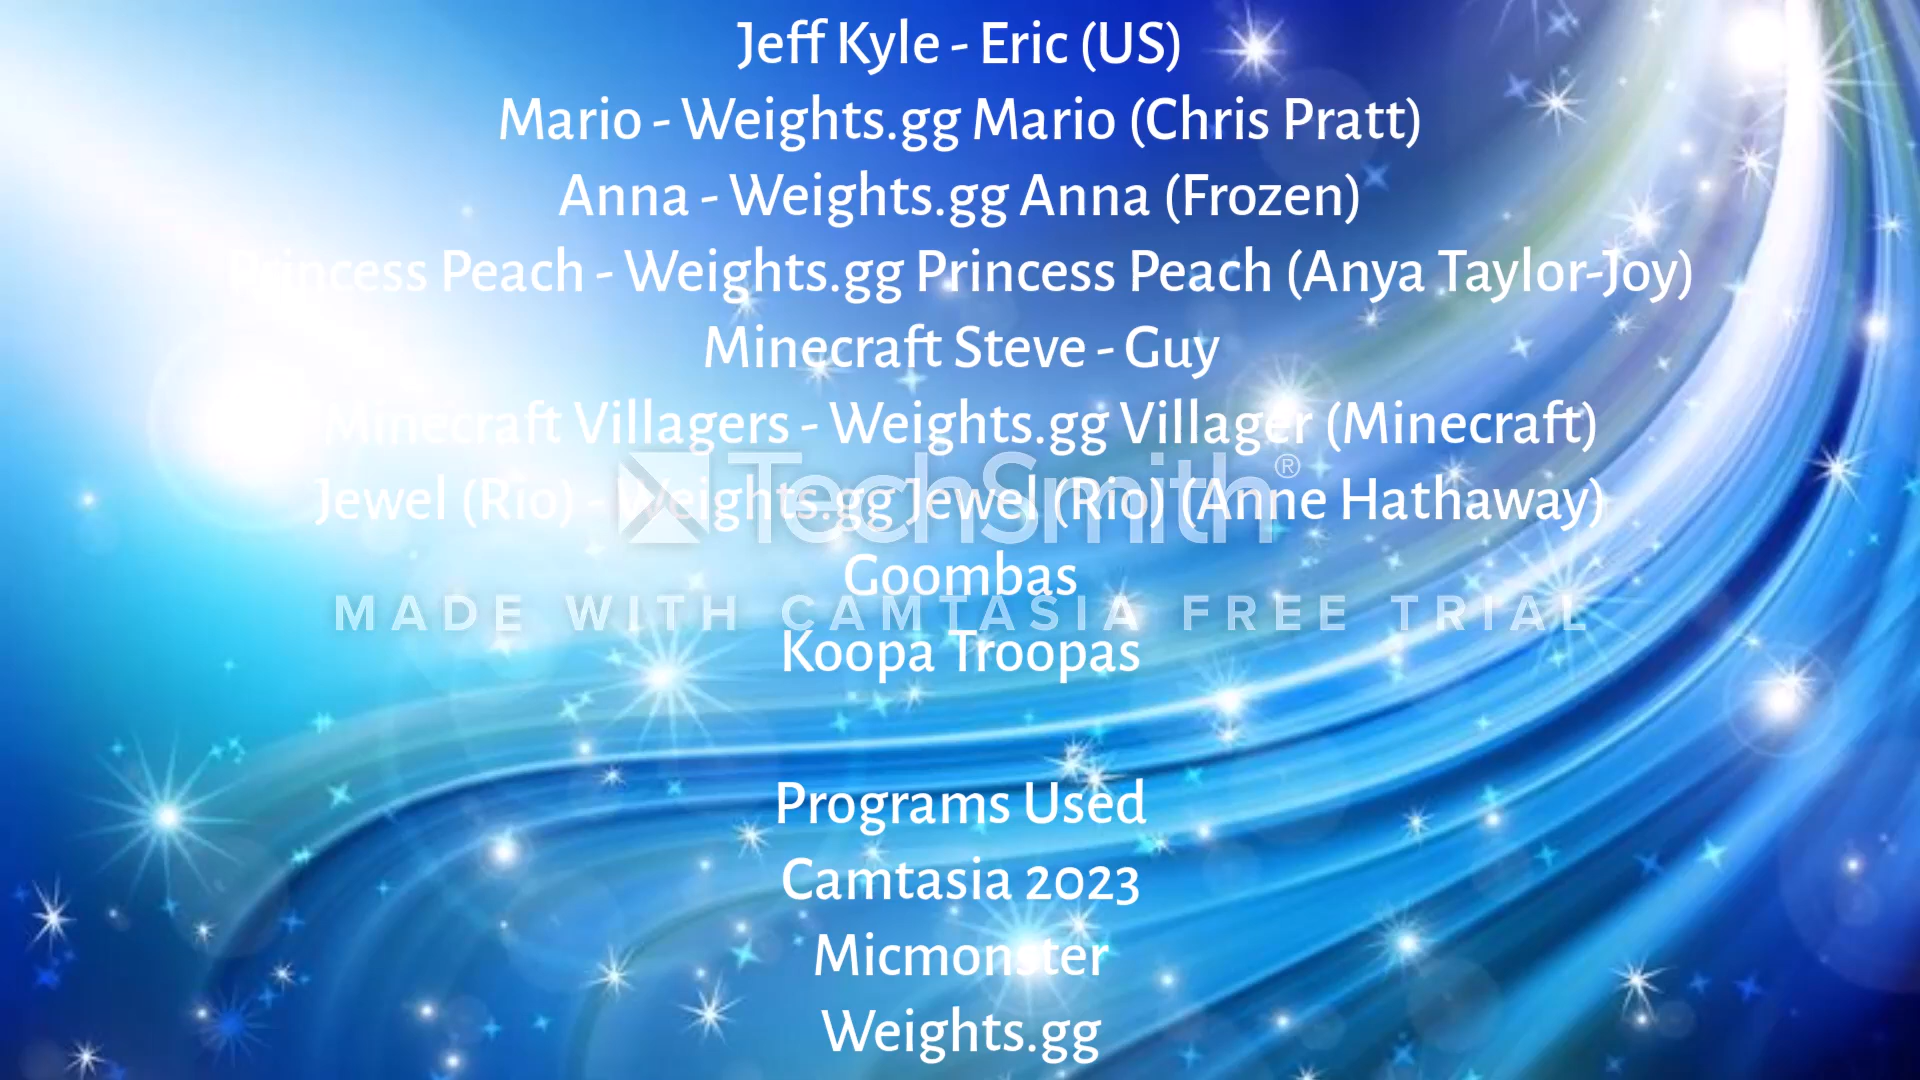 Jeff Kyle - Eric (US)
Mario - Weights.gg Mario (Chris Pratt)
Anna - Weights.gg Anna (Frozen)
Princess Peach - Weights.gg Princess Peach (Anya Taylor-Joy)
Minecraft Steve - Guy
Minecraft Villagers - Weights.gg Villager (Minecraft)
TechSmith®
Jewel (Rio) - Weights.gg Jewel (Rio) (Anne Hathaway)
Goombas
MADE WITH CAMTASIA FREE TRIAL
Koopa Troopas
Programs Used
Camtasia 2023
Micmonster
Weights.gg